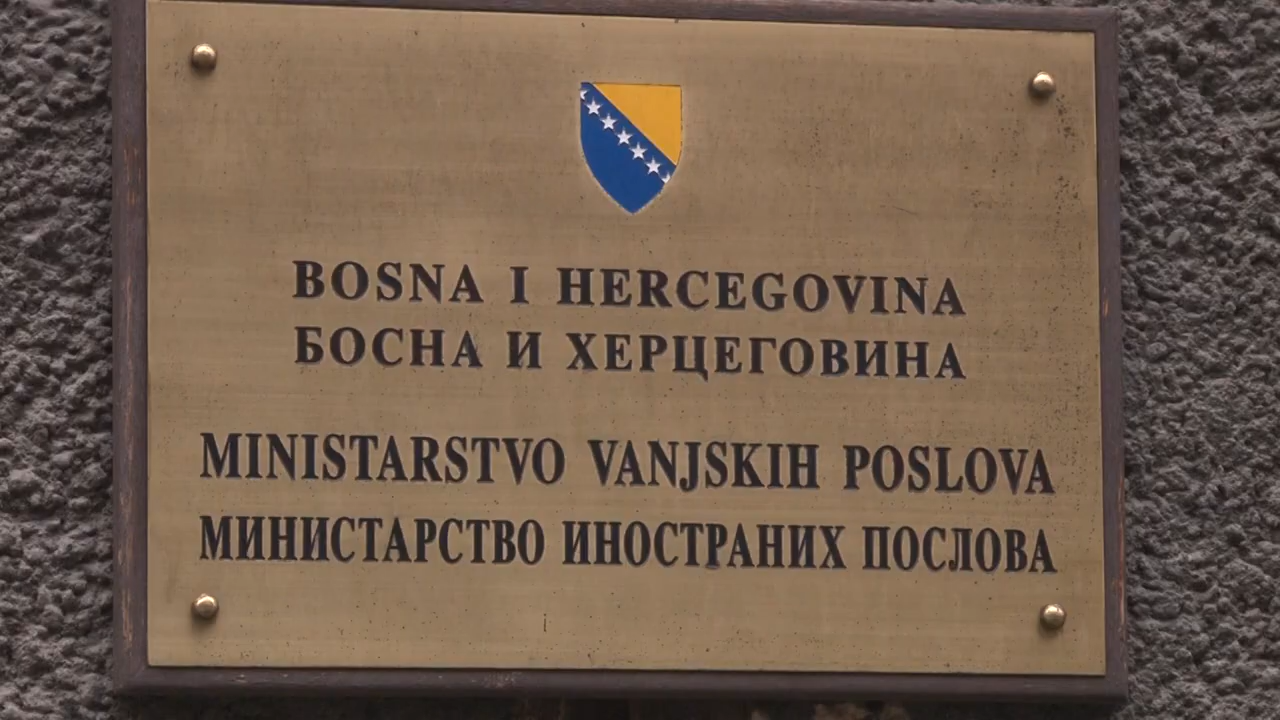 BOSNA I HERCEGOVINA
БОСНА И ХЕРЦЕГОВИНА
MINISTARSTVO VANJSKIH POSLOVA
МИНИСТАРСТВО ИНОСТРАНИХ ПОСЛОВА